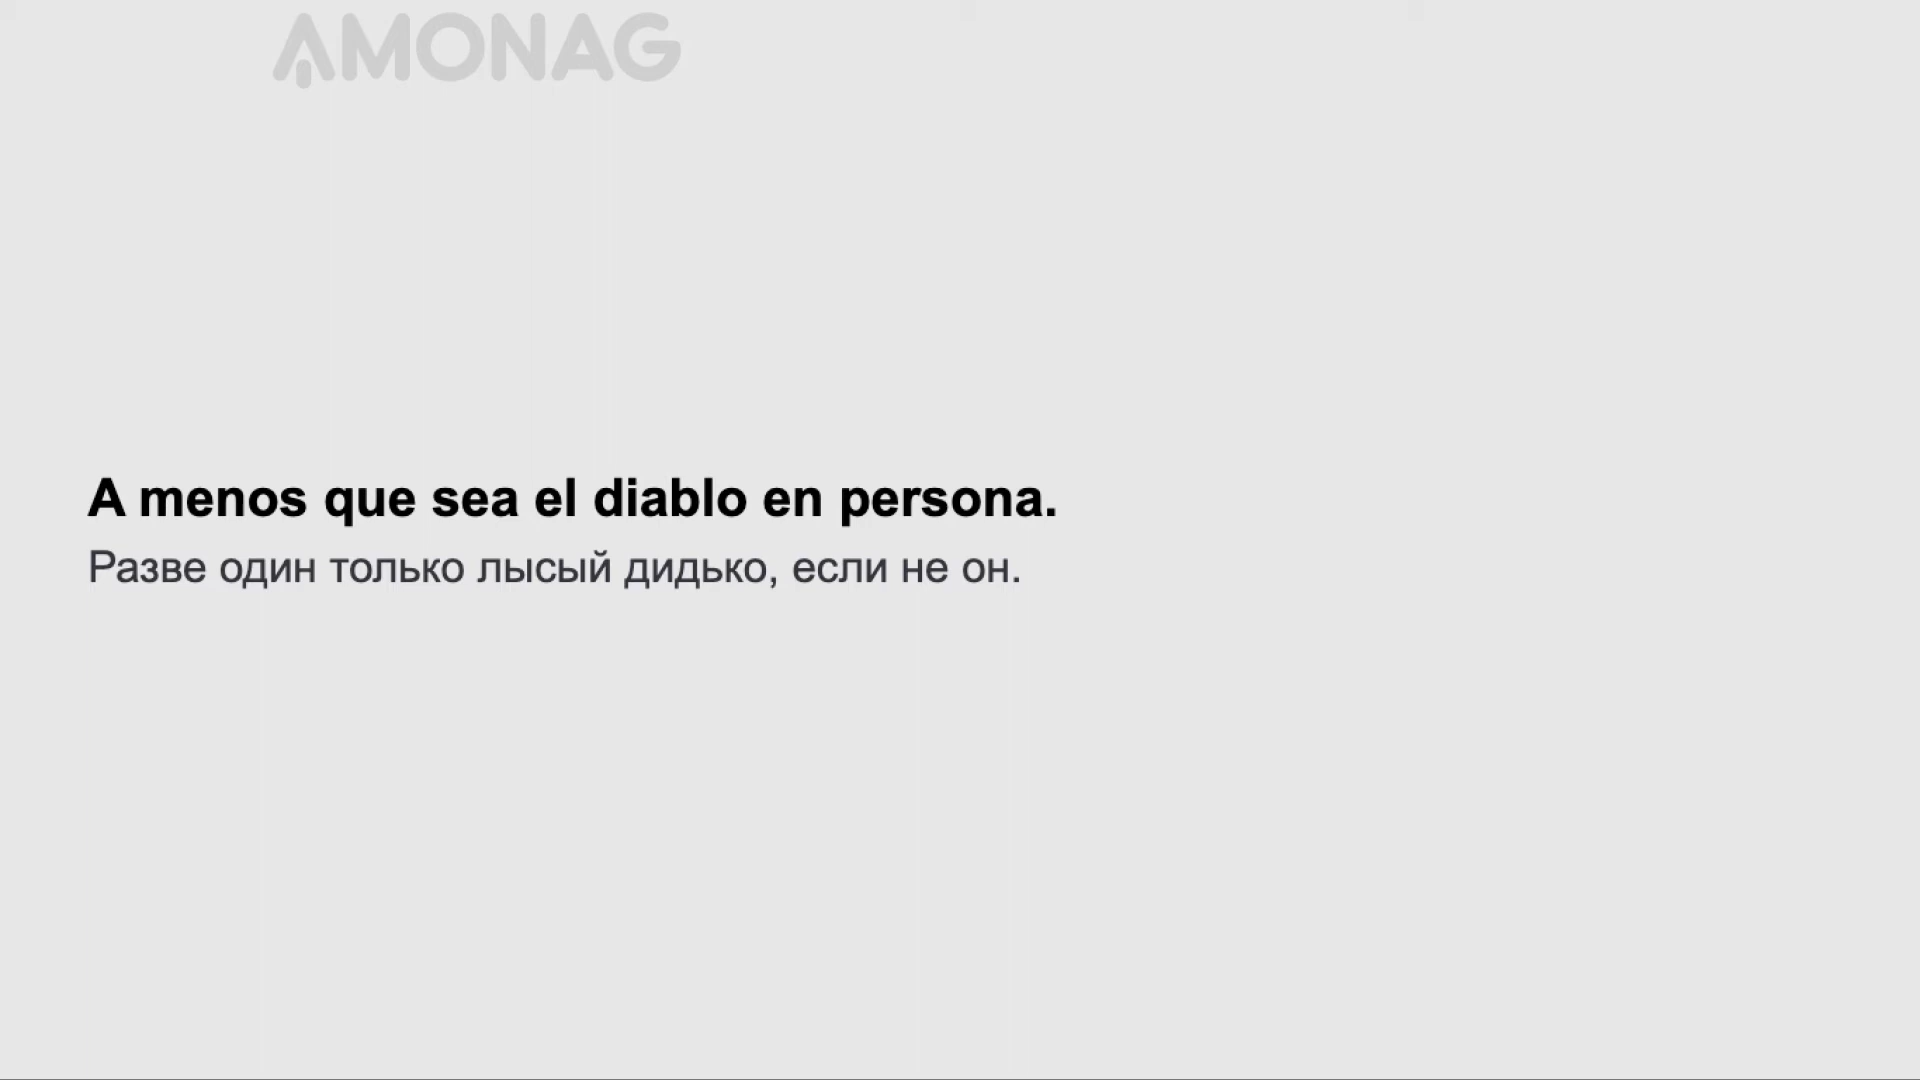 AMONAG
A menos que sea el diablo en persona.
Разве один только лысый дидько, если не он.